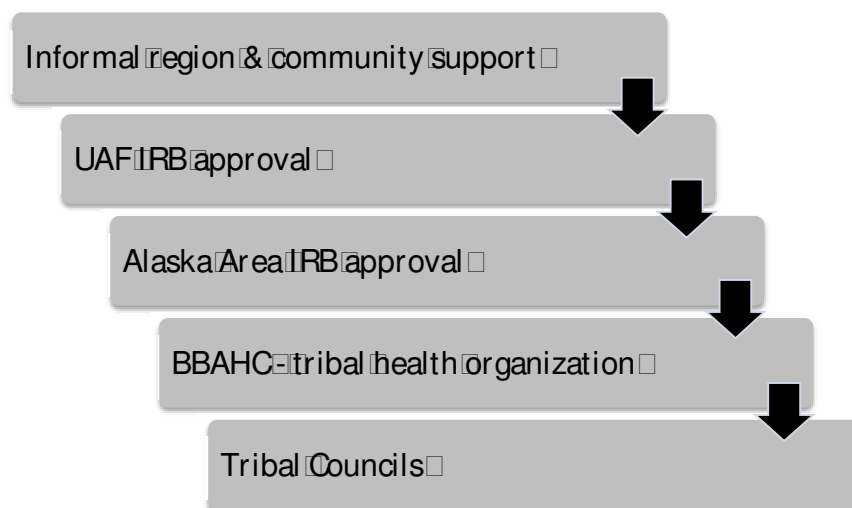 Informal region & community support
UAF IRB approval
Alaska Area IRB approval
BBAHC - tribal health organization
Tribal Councils